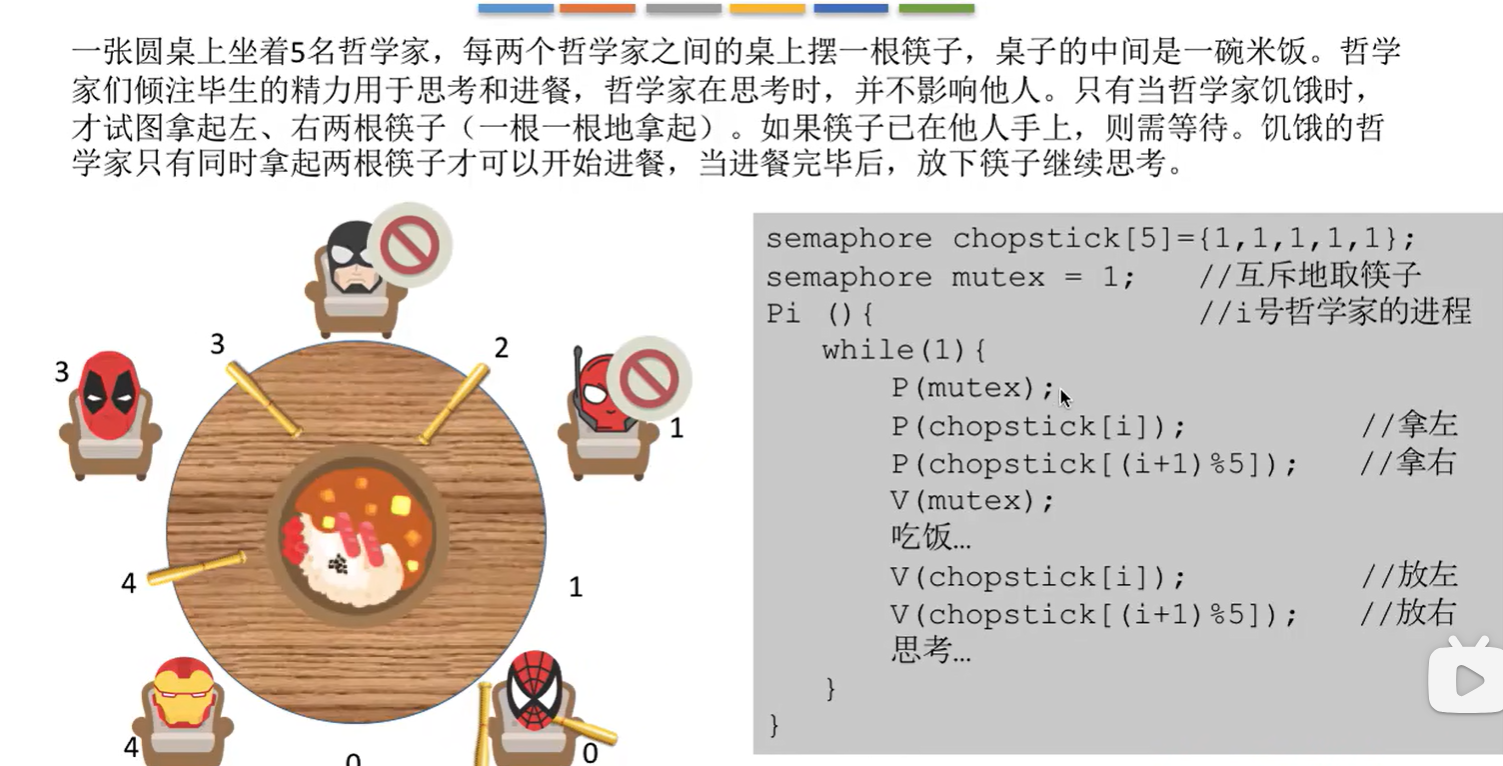 一张圆桌上坐着5名哲学家，每两个哲学家之间的桌上摆一根筷子，桌子的中间是一碗米饭。哲学
家们倾注毕生的精力用于思考和进餐，哲学家在思考时，并不影响他人。只有当哲学家饥饿时，
才试图拿起左、右两根筷子（一根一根地拿起）。如果筷子已在他人手上，则需等待。饥饿的哲
学家只有同时拿起两根筷子才可以开始进餐，当进餐完毕后，放下筷子继续思考。
3
2
3
1
4
1
4
0
0
semaphore chopstick[5]={1,1,1,1,1};
semaphore mutex = 1; //互斥地取筷子
Pi (){ //i号哲学家的进程
while(1){
P(mutex);
P(chopstick[i]); //拿左
P(chopstick[(i+1)%5]); //拿右
V(mutex);
吃饭…
V(chopstick[i]); //放左
V(chopstick[(i+1)%5]); //放右
思考…
}
}